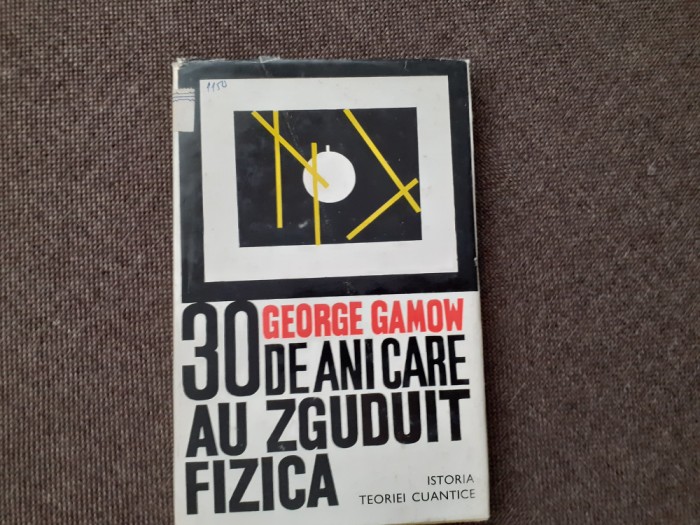 1150
30 GEORGE GAMOW
DE ANI CARE
AU ZGUDUIT
FIZICA
ISTORIA
TEORIEI CUANTICE